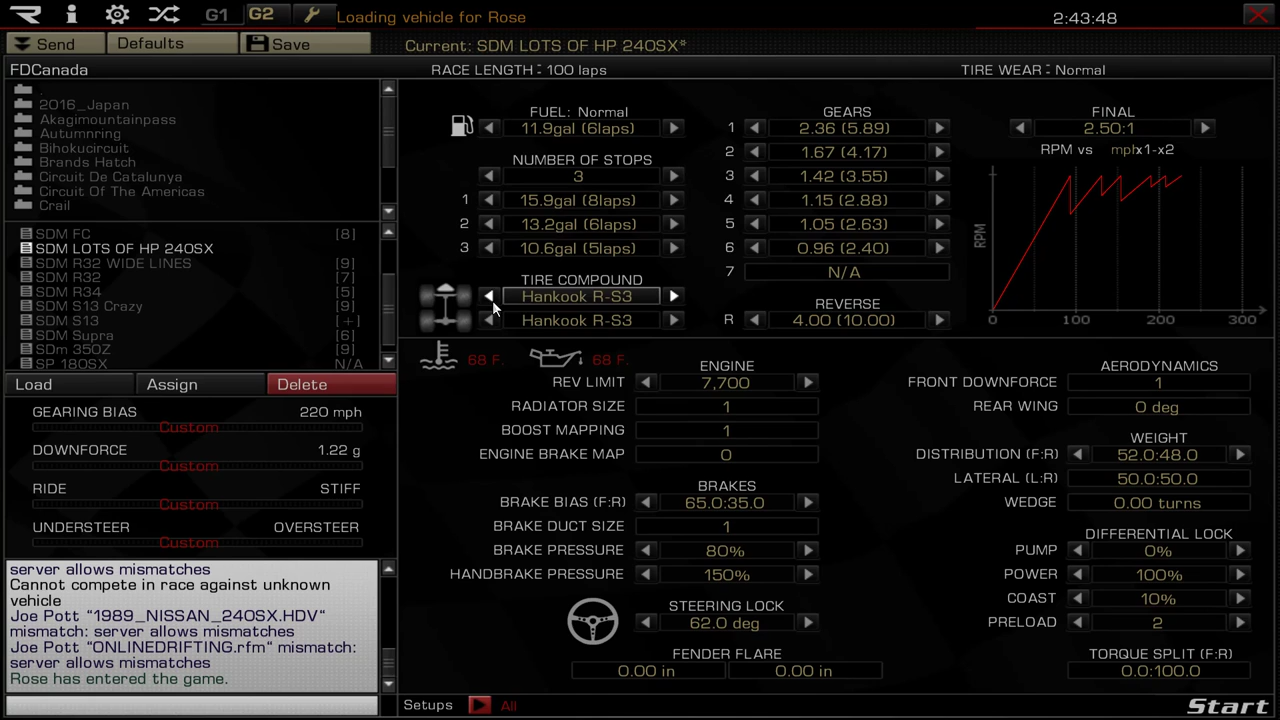 G1
G2
Loading vehicle for Rose
2:43:48
Send
Defaults
Save
Current: SDM LOTS OF HP 240SX*
FDCanada
RACE LENGTH : 100 laps
TIRE WEAR : Normal
.
2016_Japan
Akagimountainpass
Autumnring
Bihokucircuit
Brands Hatch
Circuit De Catalunya
Circuit Of The Americas
Crail
SDM FC [8]
SDM LOTS OF HP 240SX
SDM R32 WIDE LINES [9]
SDM R32 [7]
SDM R34 [5]
SDM S13 Crazy [9]
SDM S13 [+]
SDM Supra [6]
SDm 350Z [9]
SP 180SX N/A
Load
Assign
Delete
GEARING BIAS 220 mph
Custom
DOWNFORCE 1.22 g
Custom
RIDE STIFF
Custom
UNDERSTEER OVERSTEER
Custom
server allows mismatches
Cannot compete in race against unknown
vehicle
Joe Pott "1989_NISSAN_240SX.HDV"
mismatch: server allows mismatches
Joe Pott "ONLINEDRIFTING.rfm" mismatch:
server allows mismatches
Rose has entered the game.
FUEL: Normal
11.9gal (6laps)
NUMBER OF STOPS
3
1 15.9gal (8laps)
2 13.2gal (6laps)
3 10.6gal (5laps)
TIRE COMPOUND
Hankook R-S3
Hankook R-S3
GEARS
1 2.36 (5.89)
2 1.67 (4.17)
3 1.42 (3.55)
4 1.15 (2.88)
5 1.05 (2.63)
6 0.96 (2.40)
7 N/A
REVERSE
R 4.00 (10.00)
FINAL
2.50:1
RPM vs mph x1-x2
RPM
0 100 200 300
68 F.
68 F.
ENGINE
REV LIMIT 7,700
RADIATOR SIZE 1
BOOST MAPPING 1
ENGINE BRAKE MAP 0
BRAKES
BRAKE BIAS (F:R) 65.0:35.0
BRAKE DUCT SIZE 1
BRAKE PRESSURE 80%
HANDBRAKE PRESSURE 150%
STEERING LOCK
62.0 deg
FENDER FLARE
0.00 in 0.00 in
AERODYNAMICS
FRONT DOWNFORCE 1
REAR WING 0 deg
WEIGHT
DISTRIBUTION (F:R) 52.0:48.0
LATERAL (L:R) 50.0:50.0
WEDGE 0.00 turns
DIFFERENTIAL LOCK
PUMP 0%
POWER 100%
COAST 10%
PRELOAD 2
TORQUE SPLIT (F:R)
0.0:100.0
Setups All
Start